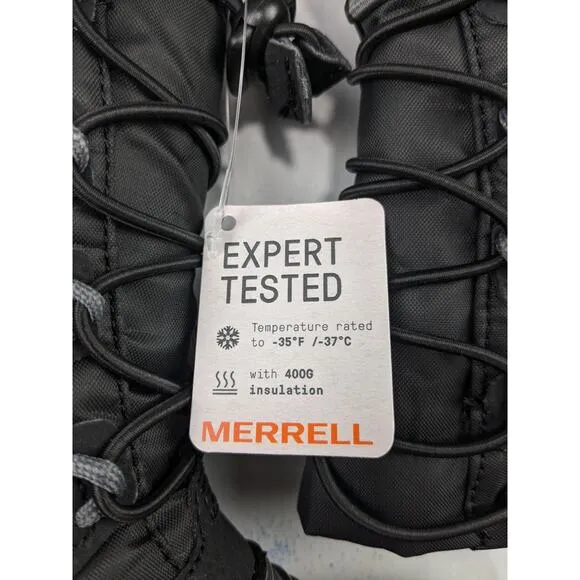 EXPERT
TESTED
Temperature rated
to -35°F /-37°C
with 400G
insulation
MERRELL